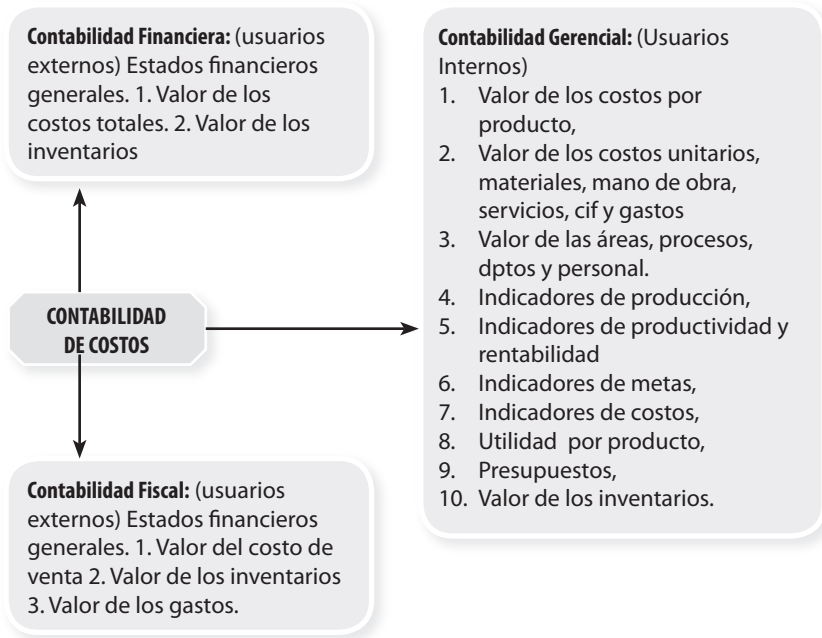 Contabilidad Financiera: (usuarios
externos) Estados financieros
generales. 1. Valor de los
costos totales. 2. Valor de los
inventarios
Contabilidad Gerencial: (Usuarios
Internos)
1. Valor de los costos por
producto,
2. Valor de los costos unitarios,
materiales, mano de obra,
servicios, cif y gastos
3. Valor de las áreas, procesos,
dptos y personal.
4. Indicadores de producción,
5. Indicadores de productividad y
rentabilidad
6. Indicadores de metas,
7. Indicadores de costos,
8. Utilidad por producto,
9. Presupuestos,
10. Valor de los inventarios.
CONTABILIDAD
DE COSTOS
Contabilidad Fiscal: (usuarios
externos) Estados financieros
generales. 1. Valor del costo de
venta 2. Valor de los inventarios
3. Valor de los gastos.